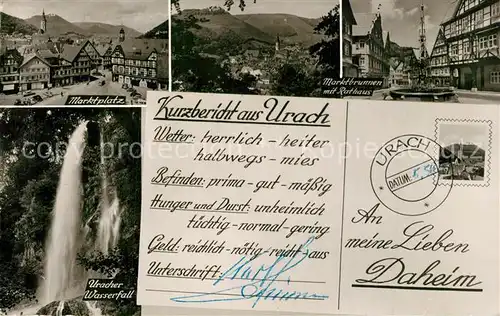 Marktplatz
Marktbrunnen
mit Rathaus
Uracher
Wasserfall
Kurzbericht aus Urach
Wetter: herrlich - heiter
halbwegs - mies
Befinden: prima - gut - mäßig
Hunger und Durst: unheimlich
tüchtig - normal - gering
Geld: reichlich - nötig - reicht aus
Unterschrift:
URACH
DATUM
An
meine Lieben
Daheim